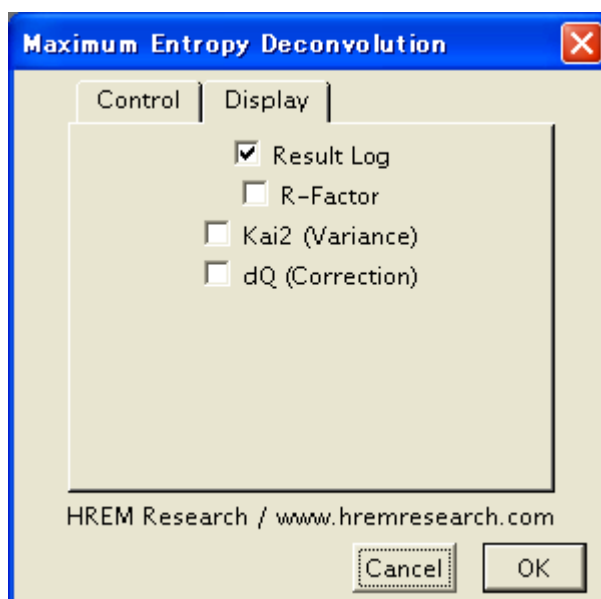 Maximum Entropy Deconvolution
Control Display
Result Log
R-Factor
Kai2 (Variance)
dQ (Correction)
HREM Research / www.hremresearch.com
Cancel OK